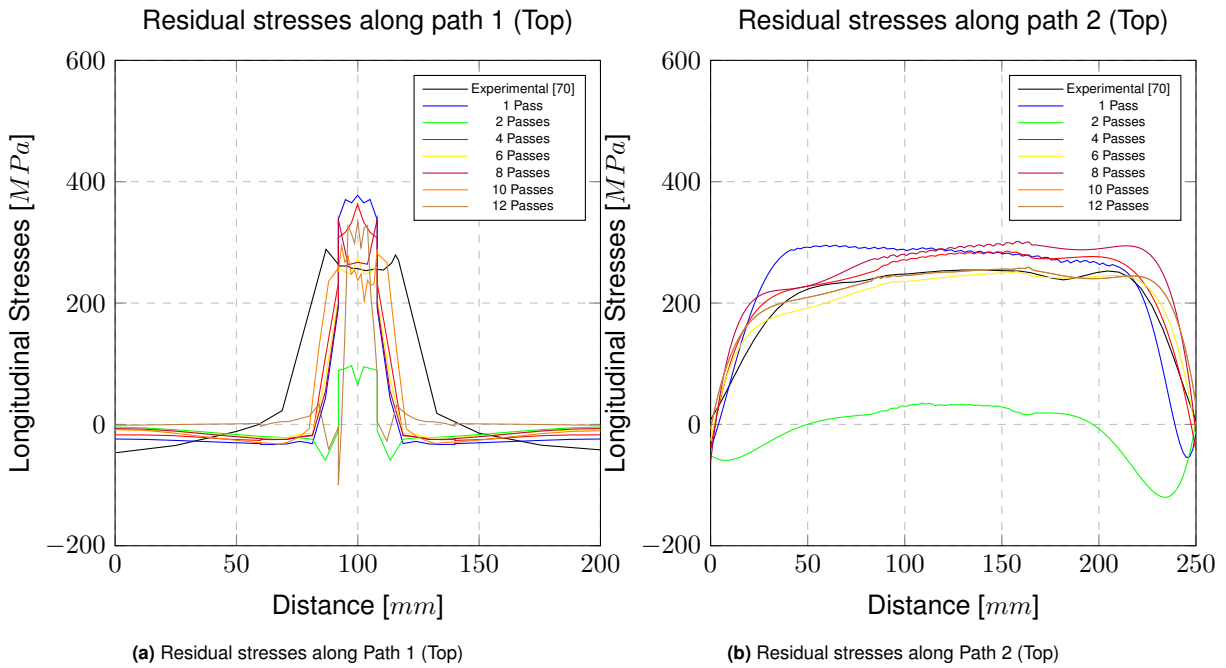 Residual stresses along path 1 (Top)
600
400
200
0
−200
Longitudinal Stresses [MPa]
Experimental [70]
1 Pass
2 Passes
4 Passes
6 Passes
8 Passes
10 Passes
12 Passes
0 50 100 150 200
Distance [mm]
(a) Residual stresses along Path 1 (Top)
Residual stresses along path 2 (Top)
600
400
200
0
−200
Longitudinal Stresses [MPa]
Experimental [70]
1 Pass
2 Passes
4 Passes
6 Passes
8 Passes
10 Passes
12 Passes
0 50 100 150 200 250
Distance [mm]
(b) Residual stresses along Path 2 (Top)